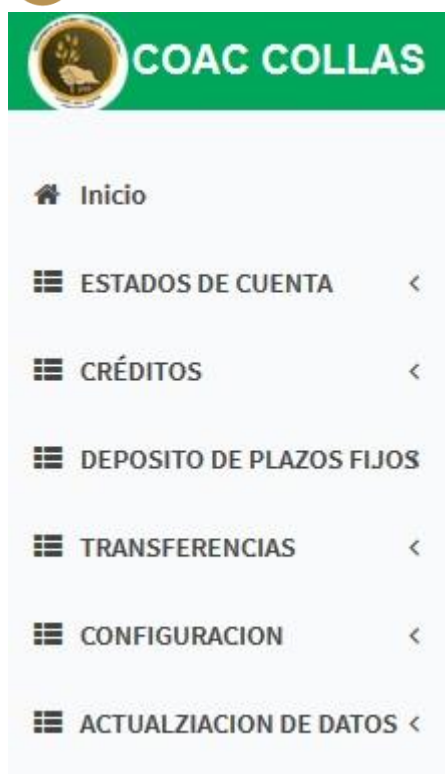 COAC COLLAS
Inicio
ESTADOS DE CUENTA
CRÉDITOS
DEPOSITO DE PLAZOS FIJOS
TRANSFERENCIAS
CONFIGURACION
ACTUALZIACION DE DATOS